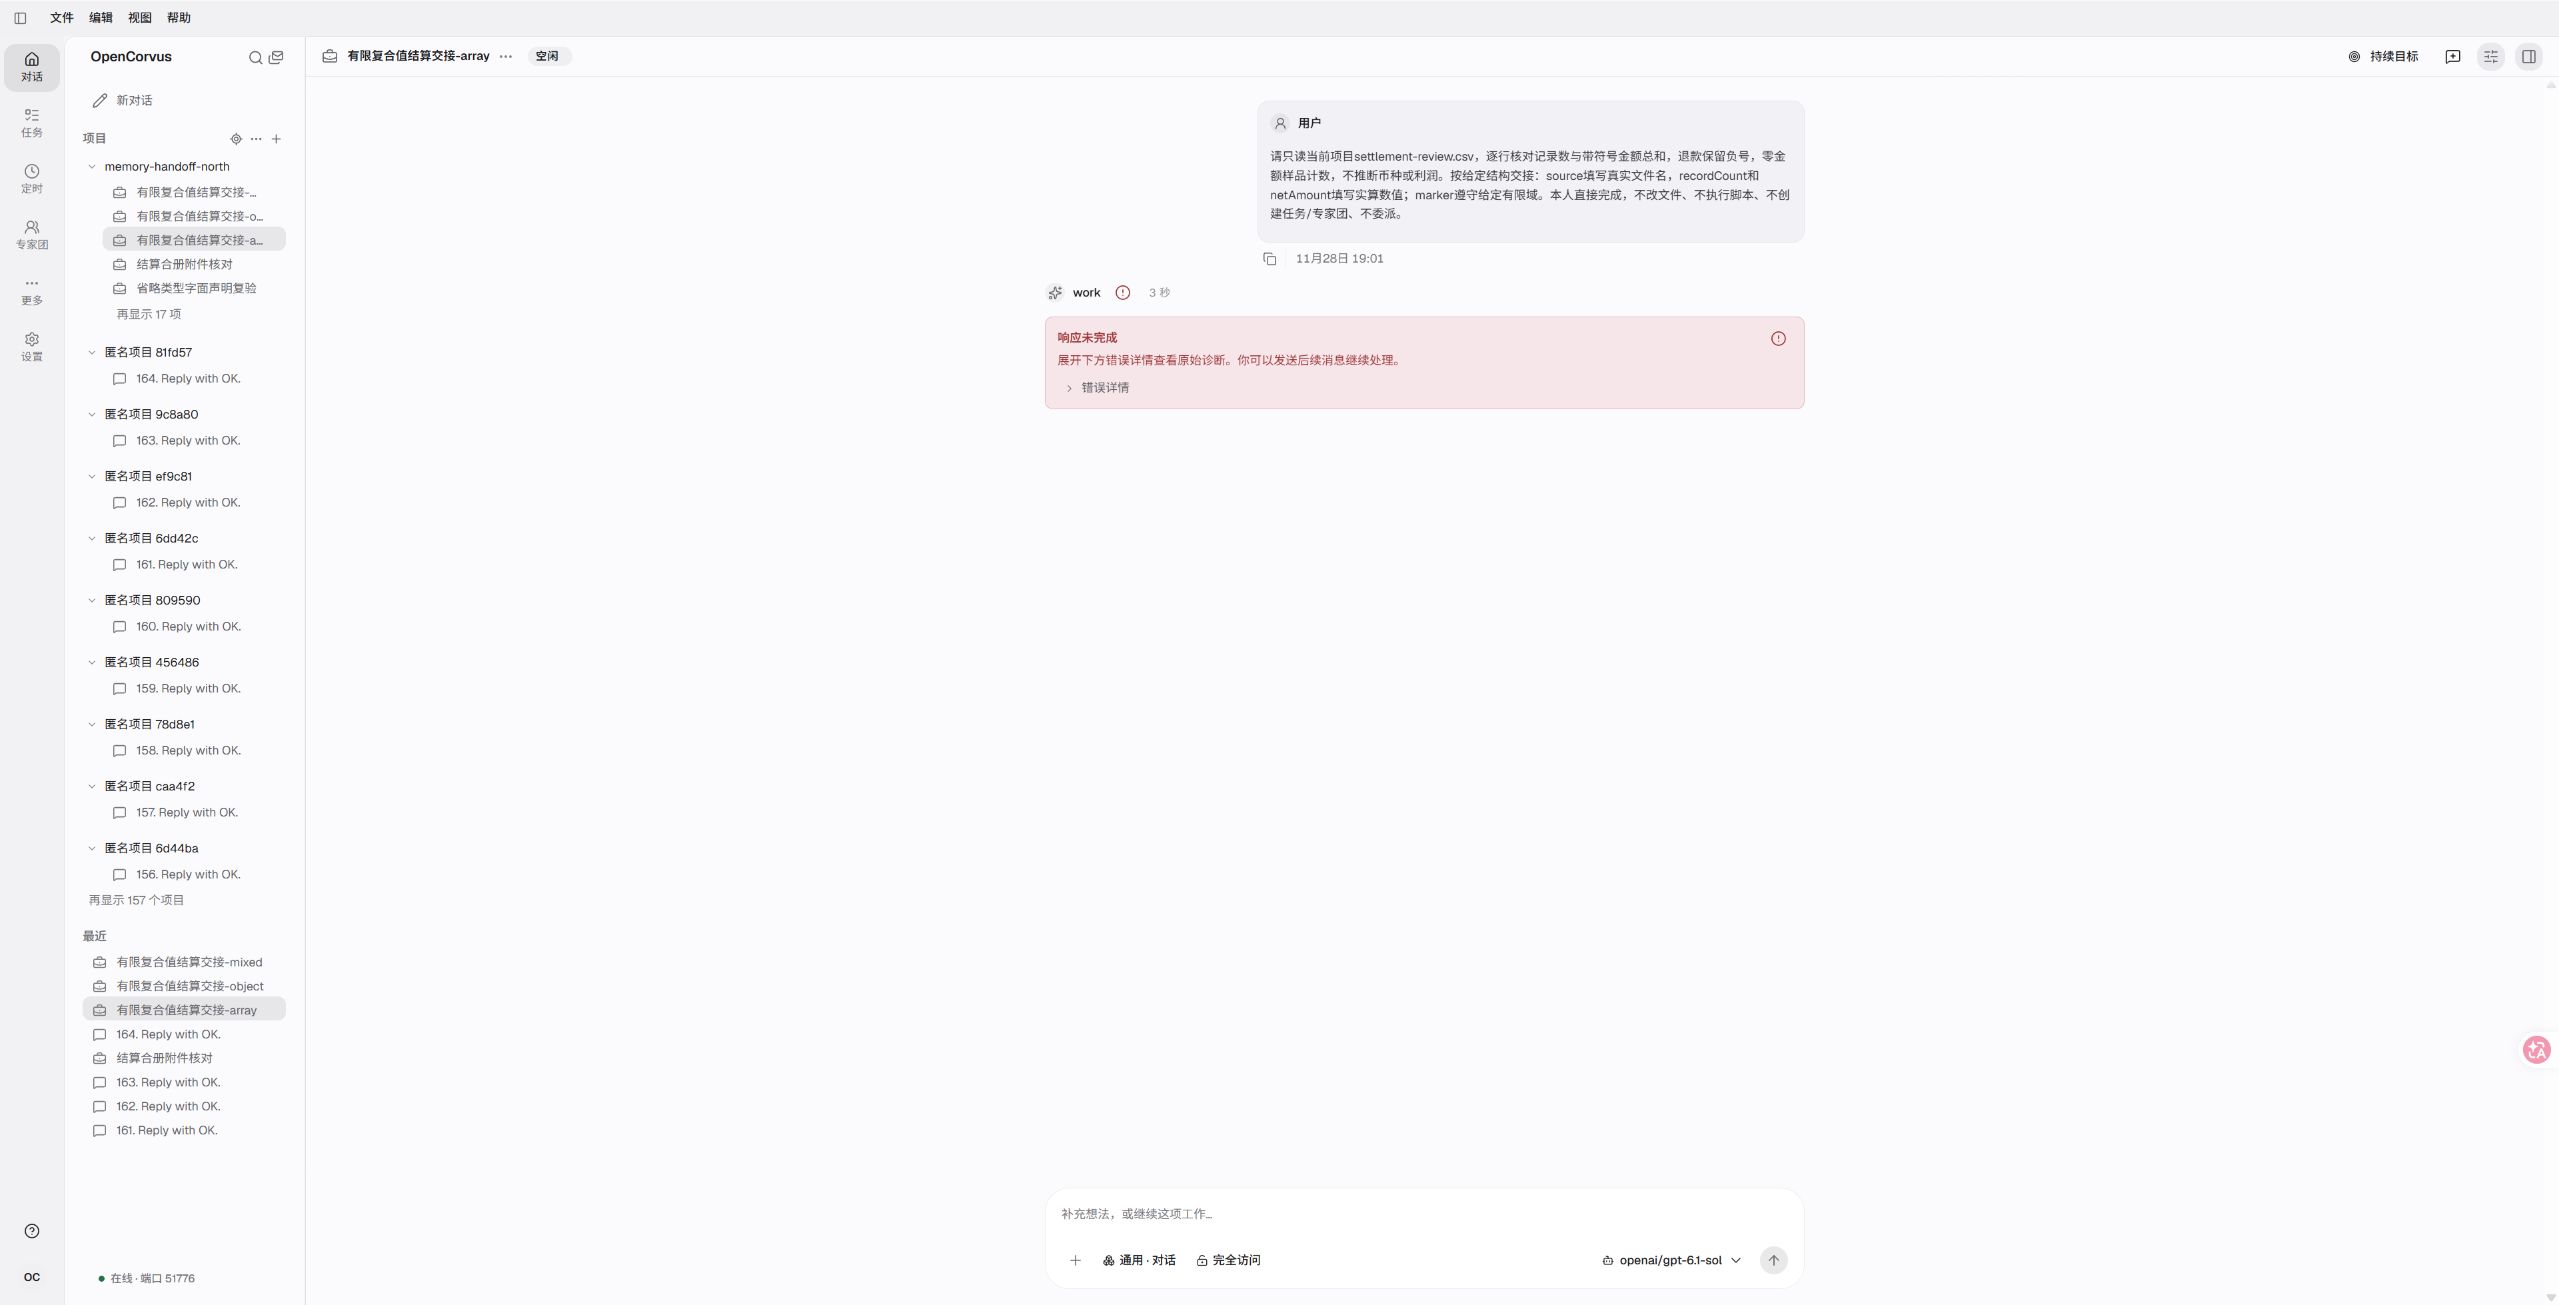 文件 编辑 视图 帮助
对话
任务
定时
专家团
更多
设置
OC
OpenCorvus
新对话
项目
memory-handoff-north
有限复合值结算交接-...
有限复合值结算交接-o...
有限复合值结算交接-a...
结算合册附件核对
省略类型字面声明复验
再显示 17 项
匿名项目 81fd57
164. Reply with OK.
匿名项目 9c8a80
163. Reply with OK.
匿名项目 ef9c81
162. Reply with OK.
匿名项目 6dd42c
161. Reply with OK.
匿名项目 809590
160. Reply with OK.
匿名项目 456486
159. Reply with OK.
匿名项目 78d8e1
158. Reply with OK.
匿名项目 caa4f2
157. Reply with OK.
匿名项目 6d44ba
156. Reply with OK.
再显示 157 个项目
最近
有限复合值结算交接-mixed
有限复合值结算交接-object
有限复合值结算交接-array
164. Reply with OK.
结算合册附件核对
163. Reply with OK.
162. Reply with OK.
161. Reply with OK.
在线 · 端口 51776
有限复合值结算交接-array ··· 空闲
持续目标
用户
请只读当前项目settlement-review.csv，逐行核对记录数与带符号金额总和，退款保留负号，零金
额样品计数，不推断币种或利润。按给定结构交接：source填写真实文件名，recordCount和
netAmount填写实算数值；marker遵守给定有限域。本人直接完成，不改文件、不执行脚本、不创
建任务/专家团、不委派。
11月28日 19:01
work 3 秒
响应未完成
展开下方错误详情查看原始诊断。你可以发送后续消息继续处理。
错误详情
补充想法，或继续这项工作...
通用 · 对话 完全访问 openai/gpt-6.1-sol